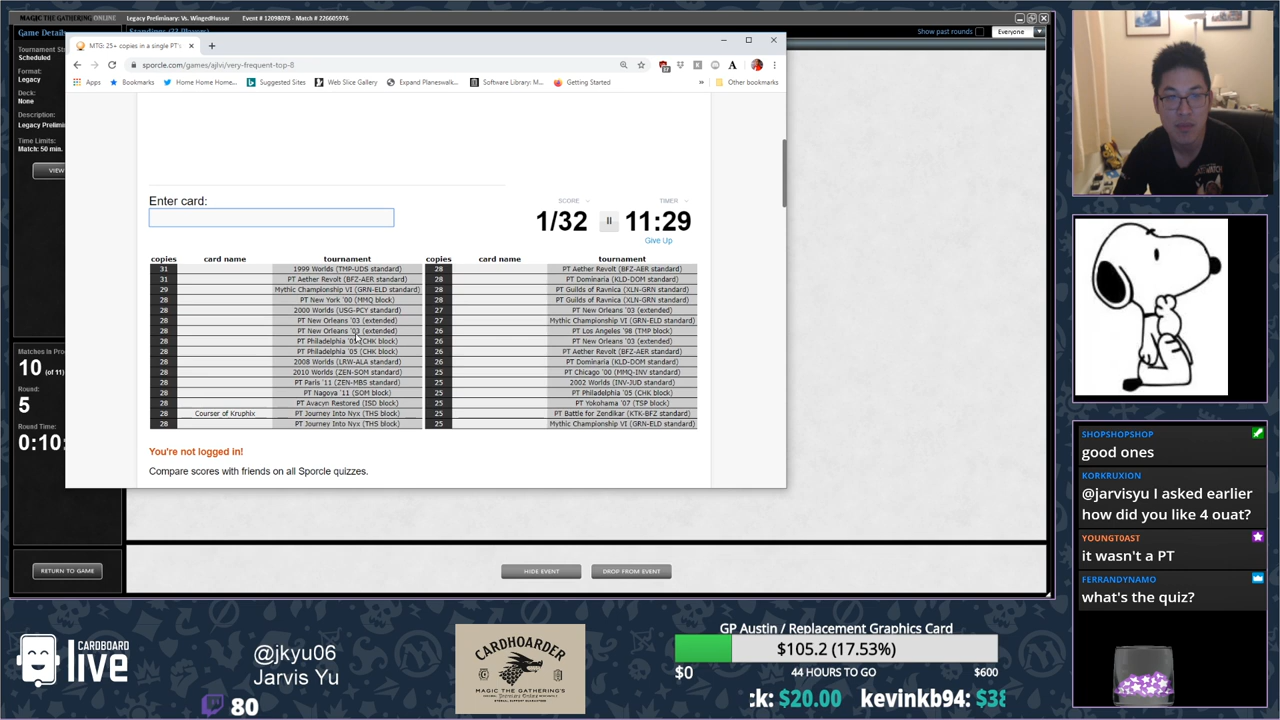 MAGIC THE GATHERING ONLINE Legacy Preliminary: Vs. WingedHussar Event # 12098078 - Match # 226605976
Game Details
Show past rounds
Everyone
Scheduled
Format:
Legacy
Deck:
None
Description:
Legacy Prelimin
Time Limits:
Match: 50 min.
VIEW
Matches In Pro
10 (of 11)
Round:
5
Round Time:
0:10:
RETURN TO GAME
MTG: 25+ copies in a single PT
sporcle.com/games/ajlvi/very-frequent-top-8
Apps
Bookmarks
Home Home Home...
Suggested Sites
Web Slice Gallery
Expand Planeswalk...
Software Library: M...
Getting Started
»
Other bookmarks
Enter card:
SCORE
1/32
TIMER
11:29
Give Up
copies card name tournament copies card name tournament
31 1999 Worlds (TMP-UDS standard) 28 PT Aether Revolt (BFZ-AER standard)
31 PT Aether Revolt (BFZ-AER standard) 28 PT Dominaria (KLD-DOM standard)
29 Mythic Championship VI (GRN-ELD standard) 28 PT Guilds of Ravnica (XLN-GRN standard)
28 PT New York '00 (MMQ block) 28 PT Guilds of Ravnica (XLN-GRN standard)
28 2000 Worlds (USG-PCY standard) 27 PT New Orleans '03 (extended)
28 PT New Orleans '03 (extended) 27 Mythic Championship VI (GRN-ELD standard)
28 PT New Orleans '03 (extended) 26 PT Los Angeles '98 (TMP block)
28 PT Philadelphia '05 (CHK block) 26 PT New Orleans '03 (extended)
28 PT Philadelphia '05 (CHK block) 26 PT Aether Revolt (BFZ-AER standard)
28 2008 Worlds (LRW-ALA standard) 26 PT Dominaria (KLD-DOM standard)
28 2010 Worlds (ZEN-SOM standard) 25 PT Chicago '00 (MMQ-INV standard)
28 PT Paris '11 (ZEN-MBS standard) 25 2002 Worlds (INV-JUD standard)
28 PT Nagoya '11 (SOM block) 25 PT Philadelphia '05 (CHK block)
28 PT Avacyn Restored (ISD block) 25 PT Yokohama '07 (TSP block)
28 Courser of Kruphix PT Journey Into Nyx (THS block) 25 PT Battle for Zendikar (KTK-BFZ standard)
28 PT Journey Into Nyx (THS block) 25 Mythic Championship VI (GRN-ELD standard)
You're not logged in!
Compare scores with friends on all Sporcle quizzes.
HIDE EVENT
DROP FROM EVENT
SHOPSHOPSHOP
good ones
KORKRUXION
@jarvisyu I asked earlier
how did you like 4 ouat?
YOUNGT0AST
it wasn't a PT
FERRANDYNAMO
what's the quiz?
CARDBOARD
live
@jkyu06
Jarvis Yu
80
CARDHOARDER
MAGIC THE GATHERING'S
GP Austin / Replacement Graphics Card
$105.2 (17.53%)
$0
44 HOURS TO GO
$600
ck: $20.00 kevinkb94: $38